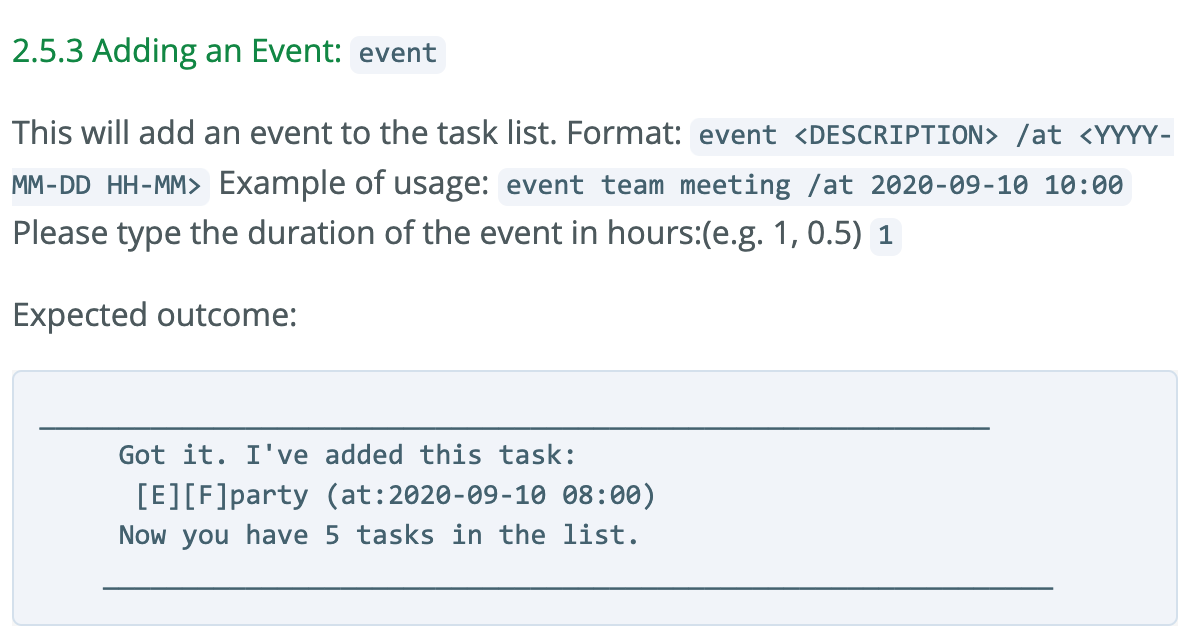 2.5.3 Adding an Event: event
This will add an event to the task list. Format: event <DESCRIPTION> /at <YYYY-
MM-DD HH-MM> Example of usage: event team meeting /at 2020-09-10 10:00
Please type the duration of the event in hours:(e.g. 1, 0.5) 1
Expected outcome:
Got it. I've added this task:
[E][F]party (at:2020-09-10 08:00)
Now you have 5 tasks in the list.